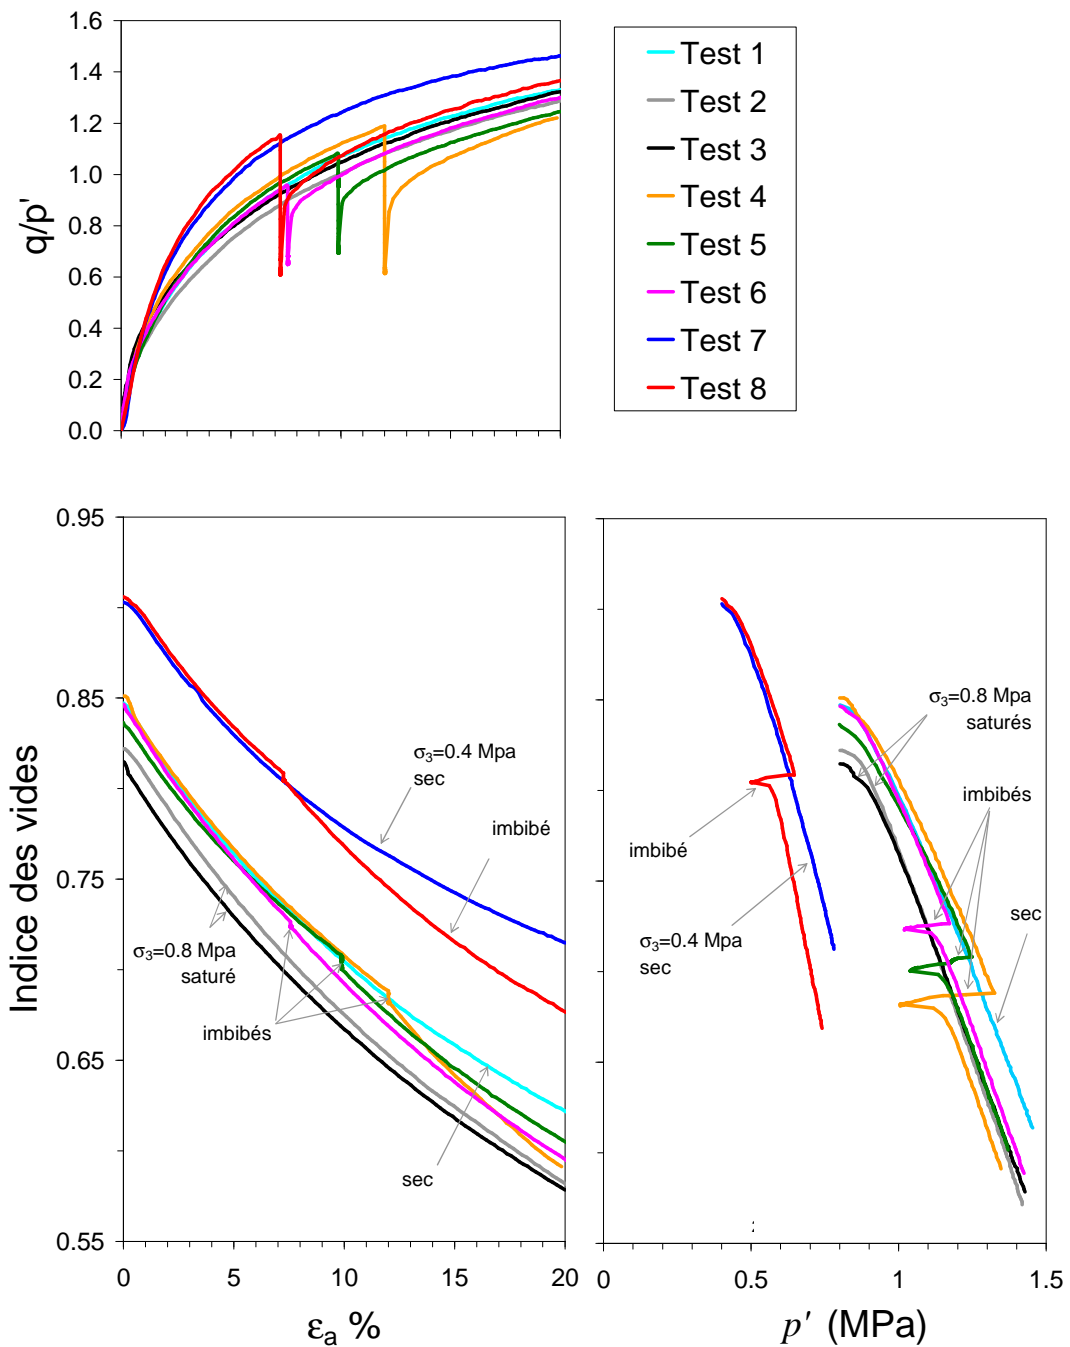 1.6
1.4
1.2
1.0
0.8
0.6
0.4
0.2
0.0
q/p'
Test 1
Test 2
Test 3
Test 4
Test 5
Test 6
Test 7
Test 8
0.95
0.85
0.75
0.65
0.55
Indice des vides
σ3=0.4 Mpa
sec
imbibé
σ3=0.8 Mpa
saturé
imbibés
sec
0
5
10
15
20
εa %
σ3=0.8 Mpa
saturés
imbibés
imbibé
sec
σ3=0.4 Mpa
sec
0
0.5
1
1.5
p' (MPa)